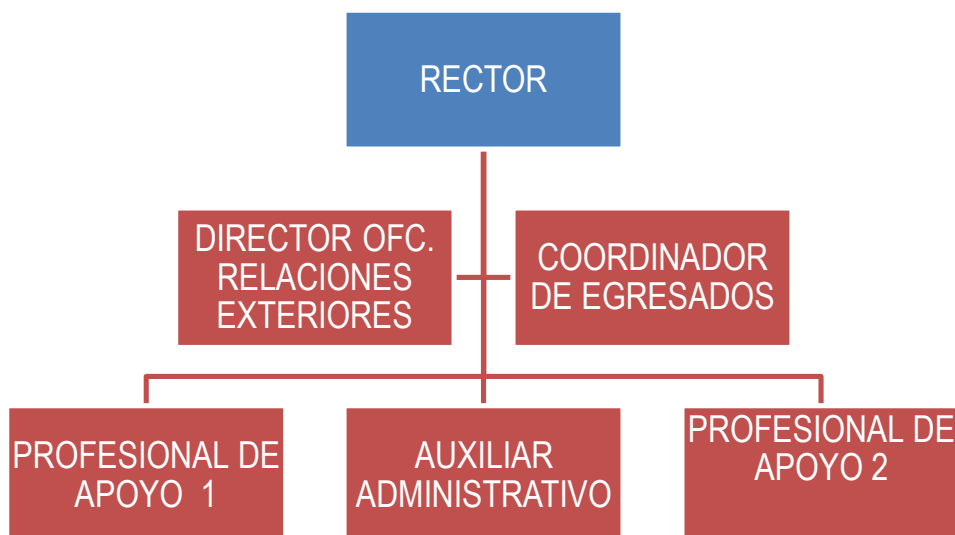 RECTOR
DIRECTOR OFC.
RELACIONES
EXTERIORES
COORDINADOR
DE EGRESADOS
PROFESIONAL DE
APOYO 1
AUXILIAR
ADMINISTRATIVO
PROFESIONAL DE
APOYO 2